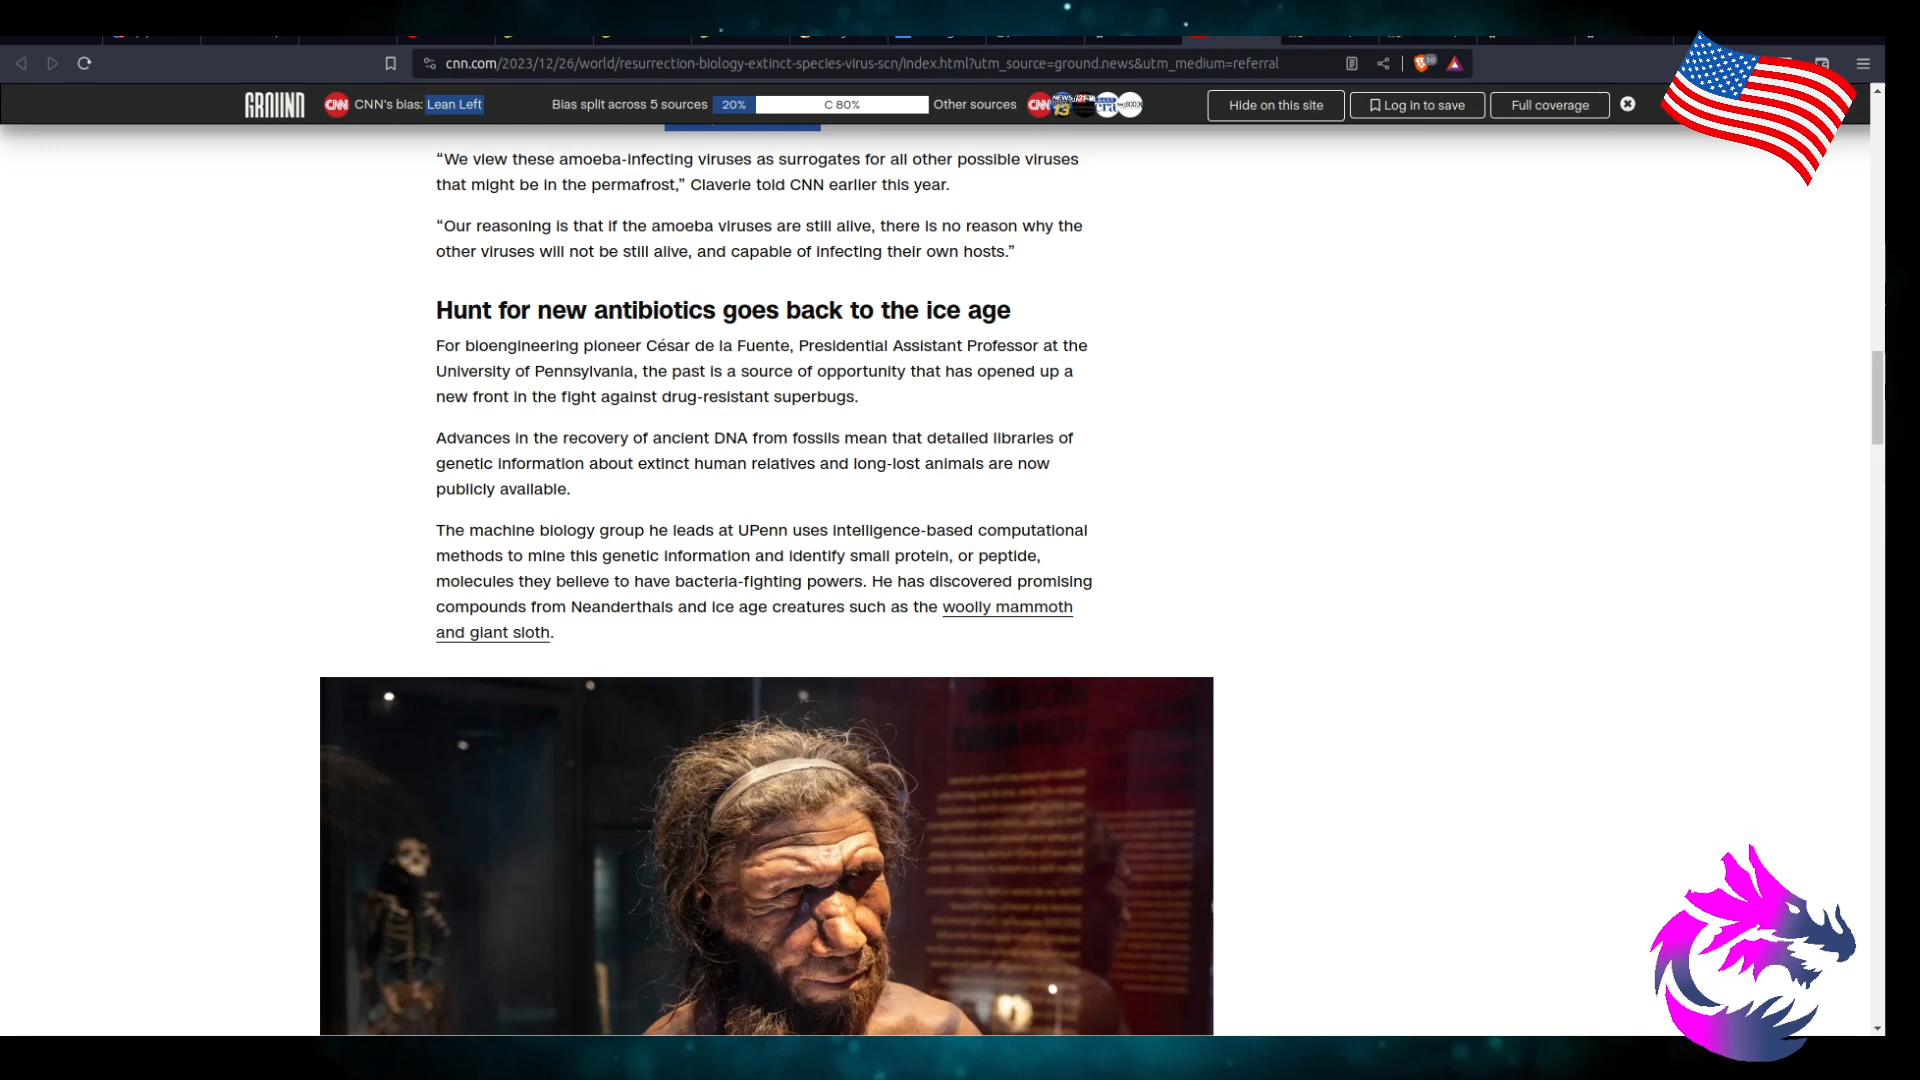 cnn.com/2023/12/26/world/resurrection-biology-extinct-species-virus-scn/index.html?utm_source=ground.news&utm_medium=referral
GROUND CNN CNN's bias: Lean Left Bias split across 5 sources 20% C 80% Other sources CNN Hide on this site Log in to save Full coverage
“We view these amoeba-infecting viruses as surrogates for all other possible viruses
that might be in the permafrost,” Claverie told CNN earlier this year.
“Our reasoning is that if the amoeba viruses are still alive, there is no reason why the
other viruses will not be still alive, and capable of infecting their own hosts.”
Hunt for new antibiotics goes back to the ice age
For bioengineering pioneer César de la Fuente, Presidential Assistant Professor at the
University of Pennsylvania, the past is a source of opportunity that has opened up a
new front in the fight against drug-resistant superbugs.
Advances in the recovery of ancient DNA from fossils mean that detailed libraries of
genetic information about extinct human relatives and long-lost animals are now
publicly available.
The machine biology group he leads at UPenn uses intelligence-based computational
methods to mine this genetic information and identify small protein, or peptide,
molecules they believe to have bacteria-fighting powers. He has discovered promising
compounds from Neanderthals and ice age creatures such as the woolly mammoth
and giant sloth.